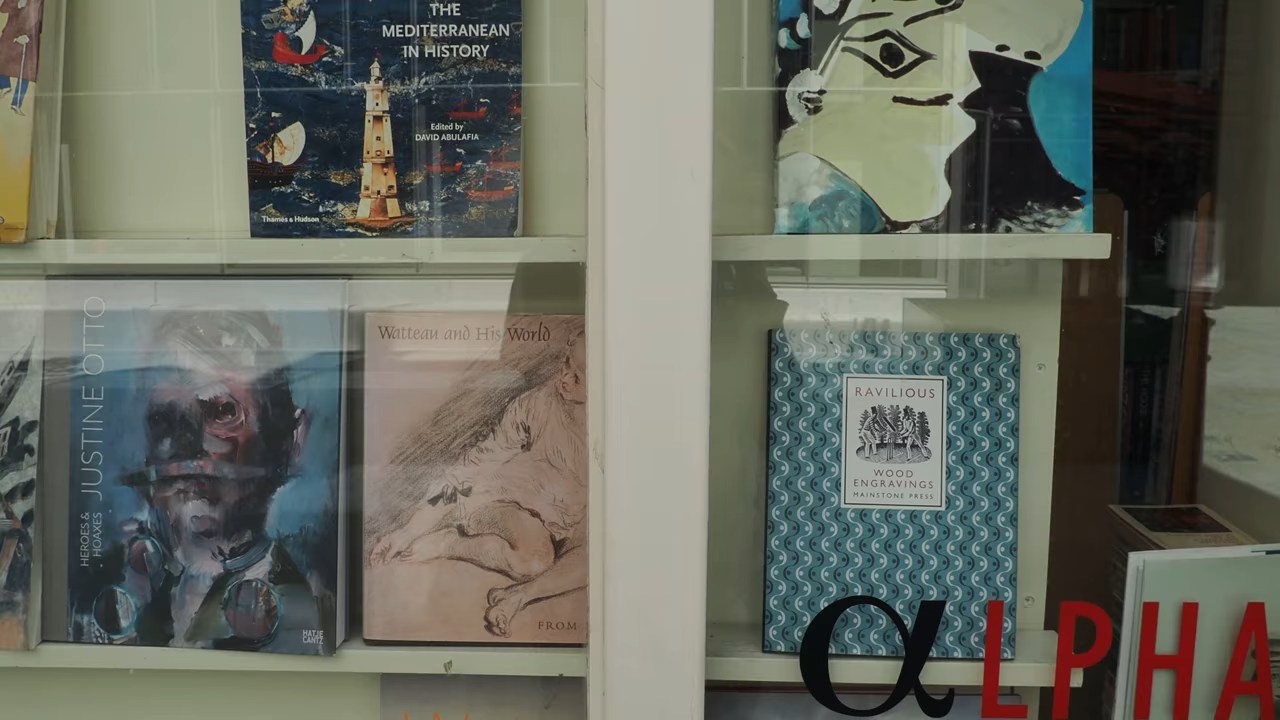 THE
MEDITERRANEAN
IN HISTORY
Edited by
DAVID ABULAFIA
Thames & Hudson
HEROES &
HOAXES
JUSTINE OTTO
HATJE
CANTZ
Watteau and His World
FROM
RAVILIOUS
WOOD
ENGRAVINGS
MAINSTONE PRESS
αLPHA